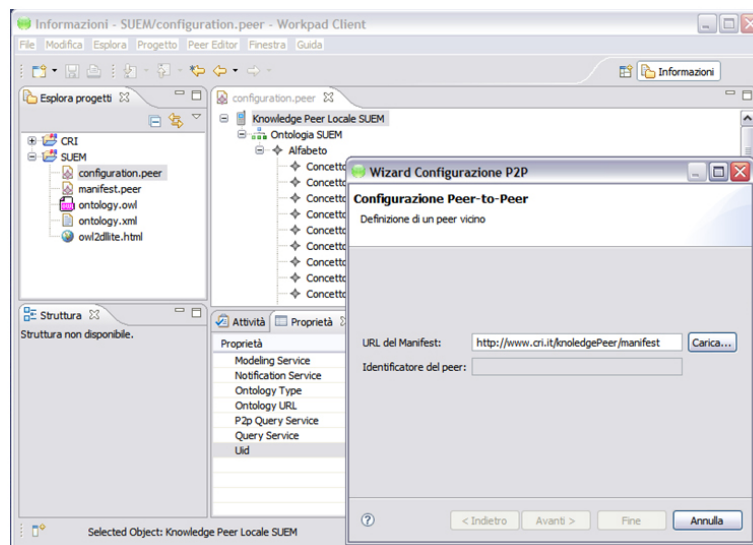 Informazioni - SUEM/configuration.peer - Workpad Client
File Modifica Esplora Progetto Peer Editor Finestra Guida
Informazioni
Esplora progetti
CRI
SUEM
configuration.peer
manifest.peer
ontology.owl
ontology.xml
owl2dllite.html
Struttura
Struttura non disponibile.
configuration.peer
Knowledge Peer Locale SUEM
Ontologia SUEM
Alfabeto
Concetto
Concetto
Concetto
Concetto
Concetto
Concetto
Concetto
Concetto
Concetto
Attività Proprietà
Proprietà
Modeling Service
Notification Service
Ontology Type
Ontology URL
P2p Query Service
Query Service
Uid
Wizard Configurazione P2P
Configurazione Peer-to-Peer
Definizione di un peer vicino
URL del Manifest: http://www.cri.it/knoledgePeer/manifest Carica...
Identificatore del peer:
< Indietro Avanti > Fine Annulla
Selected Object: Knowledge Peer Locale SUEM